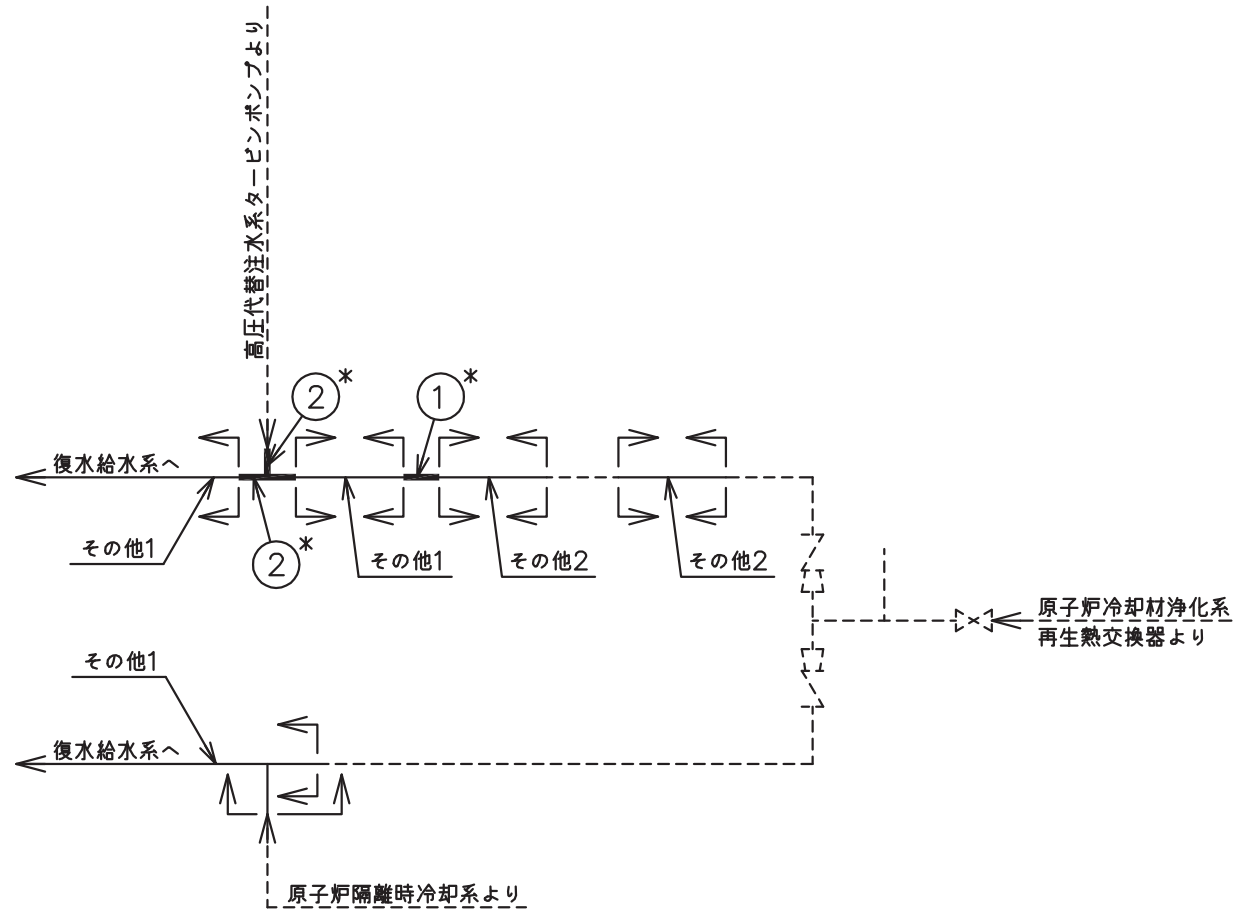 高圧代替注水系タービンポンプより
②*
①*
復水給水系へ
その他1
②*
その他1
その他2
その他2
原子炉冷却材浄化系
再生熱交換器より
その他1
復水給水系へ
原子炉隔離時冷却系より